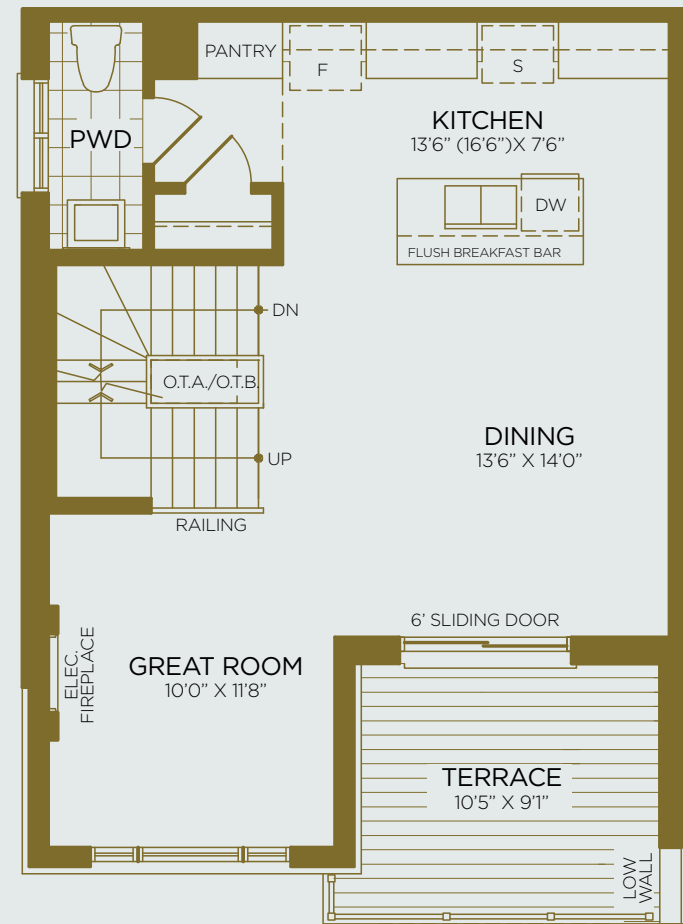 PANTRY
F
S
PWD
KITCHEN
13'6” (16'6”)X 7'6”
DW
FLUSH BREAKFAST BAR
DN
O.T.A./O.T.B.
UP
DINING
13'6” X 14'0”
RAILING
6' SLIDING DOOR
ELEC.
FIREPLACE
GREAT ROOM
10'0” X 11'8”
TERRACE
10'5” X 9'1”
LOW
WALL